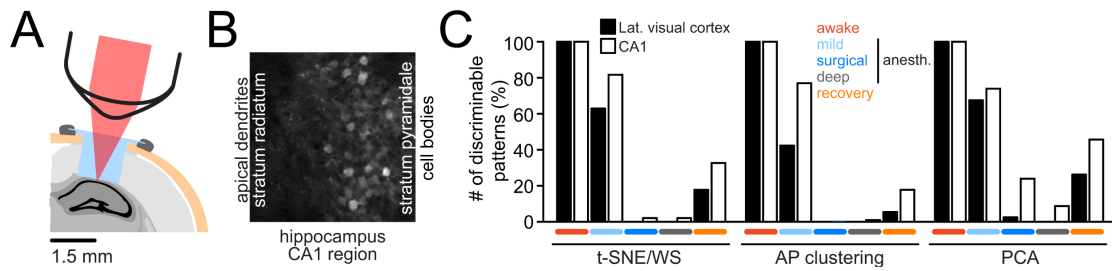 A
1.5 mm
B
apical dendrites
stratum radiatum
stratum pyramidale
cell bodies
hippocampus
CA1 region
C
Lat. visual cortex
CA1
awake
mild
surgical
deep
recovery
anesth.
# of discriminable
patterns (%)
100
80
60
40
20
0
t-SNE/WS
AP clustering
PCA